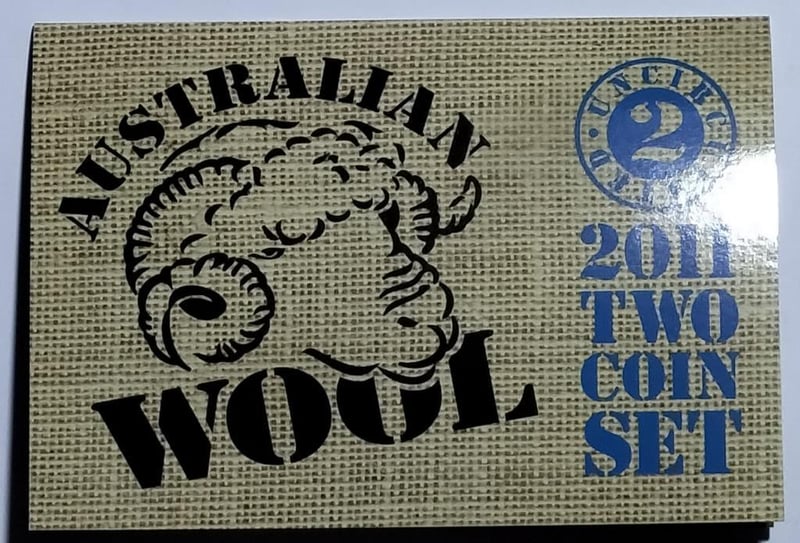 AUSTRALIAN
WOOL
2
2011
TWO
COIN
SET